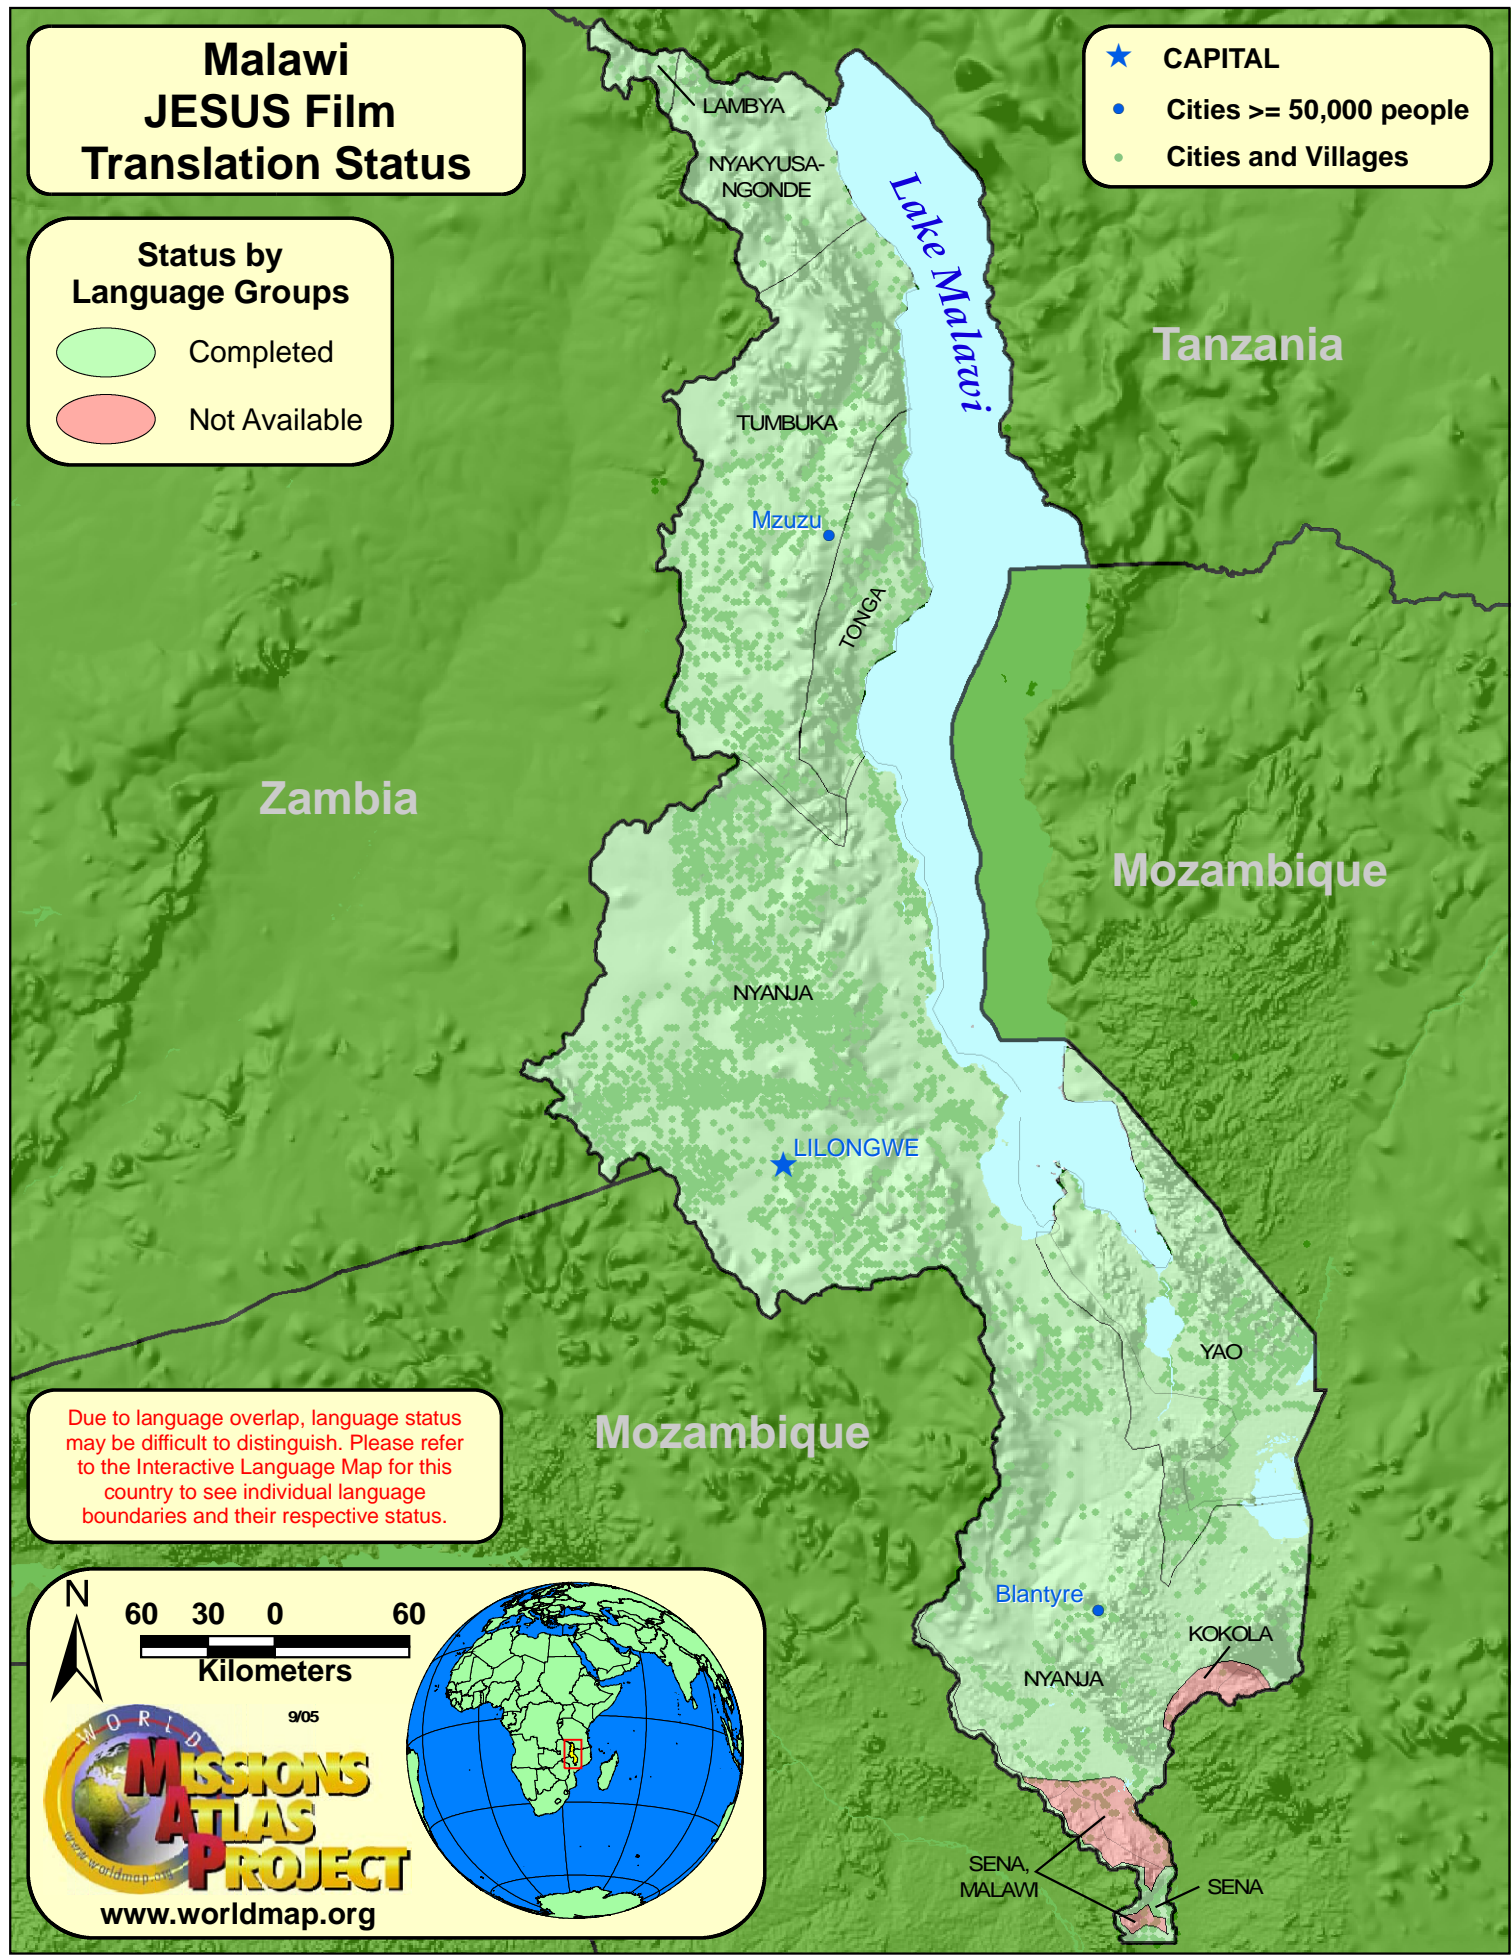 Malawi
JESUS Film
Translation Status
CAPITAL
Cities >= 50,000 people
Cities and Villages
Status by
Language Groups
Completed
Not Available
LAMBYA
NYAKYUSA-
NGONDE
Lake Malawi
Tanzania
TUMBUKA
Mzuzu
TONGA
Zambia
Mozambique
NYANJA
LILONGWE
YAO
Mozambique
Due to language overlap, language status
may be difficult to distinguish. Please refer
to the Interactive Language Map for this
country to see individual language
boundaries and their respective status.
Blantyre
KOKOLA
NYANJA
SENA,
MALAWI
SENA
N
60 30 0 60
Kilometers
9/05
WORLD
MISSIONS
ATLAS
PROJECT
www.worldmap.org
www.worldmap.org